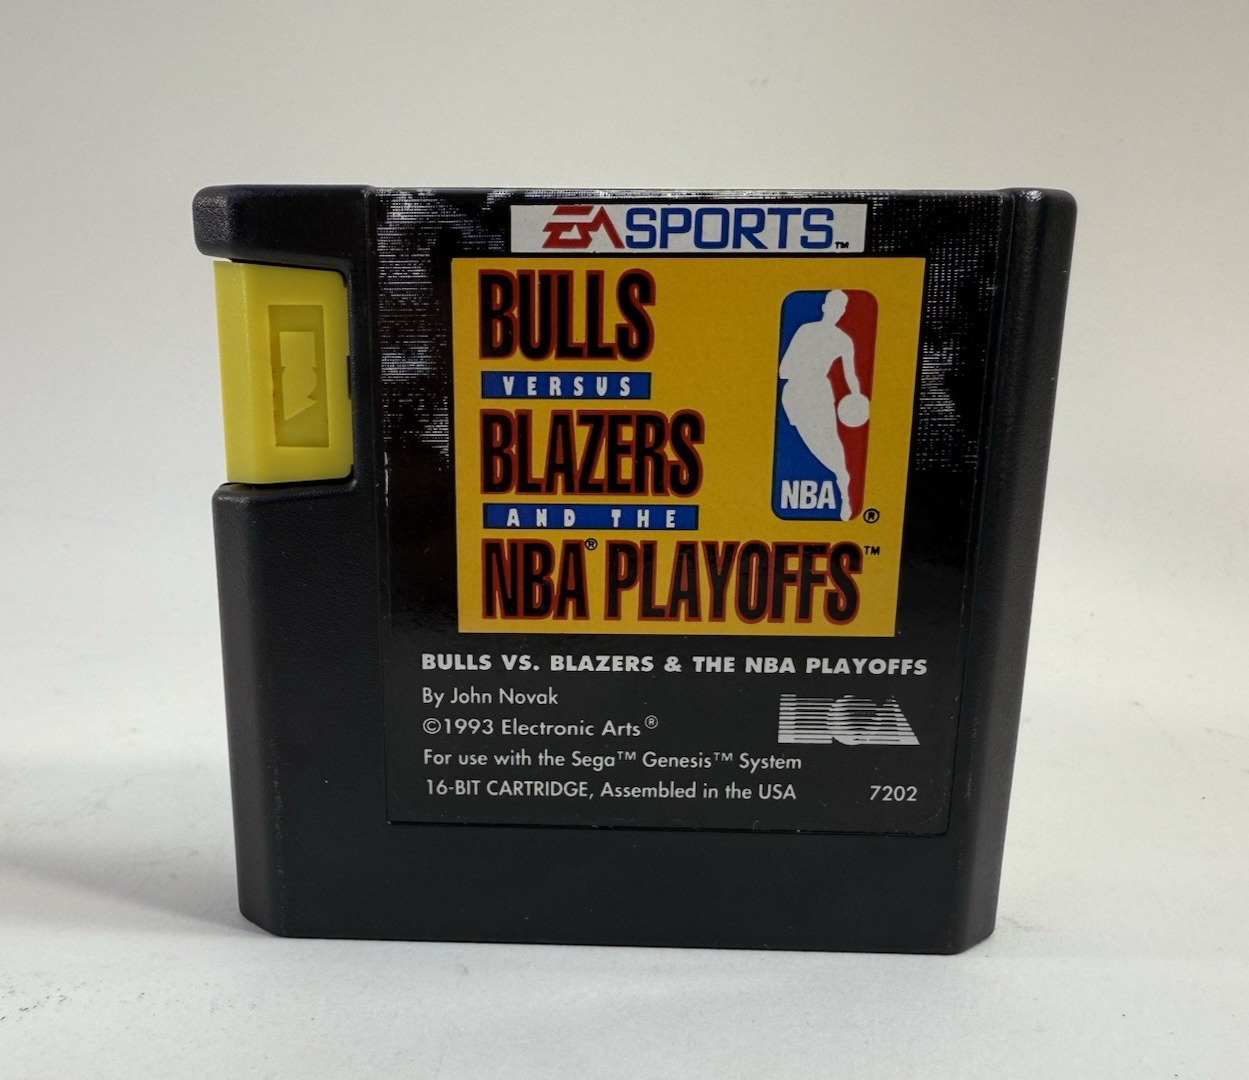 EA SPORTS™
BULLS
VERSUS
BLAZERS
AND THE
NBA® PLAYOFFS™
NBA®
BULLS VS. BLAZERS & THE NBA PLAYOFFS
By John Novak
©1993 Electronic Arts®
For use with the Sega™ Genesis™ System
16-BIT CARTRIDGE, Assembled in the USA
7202